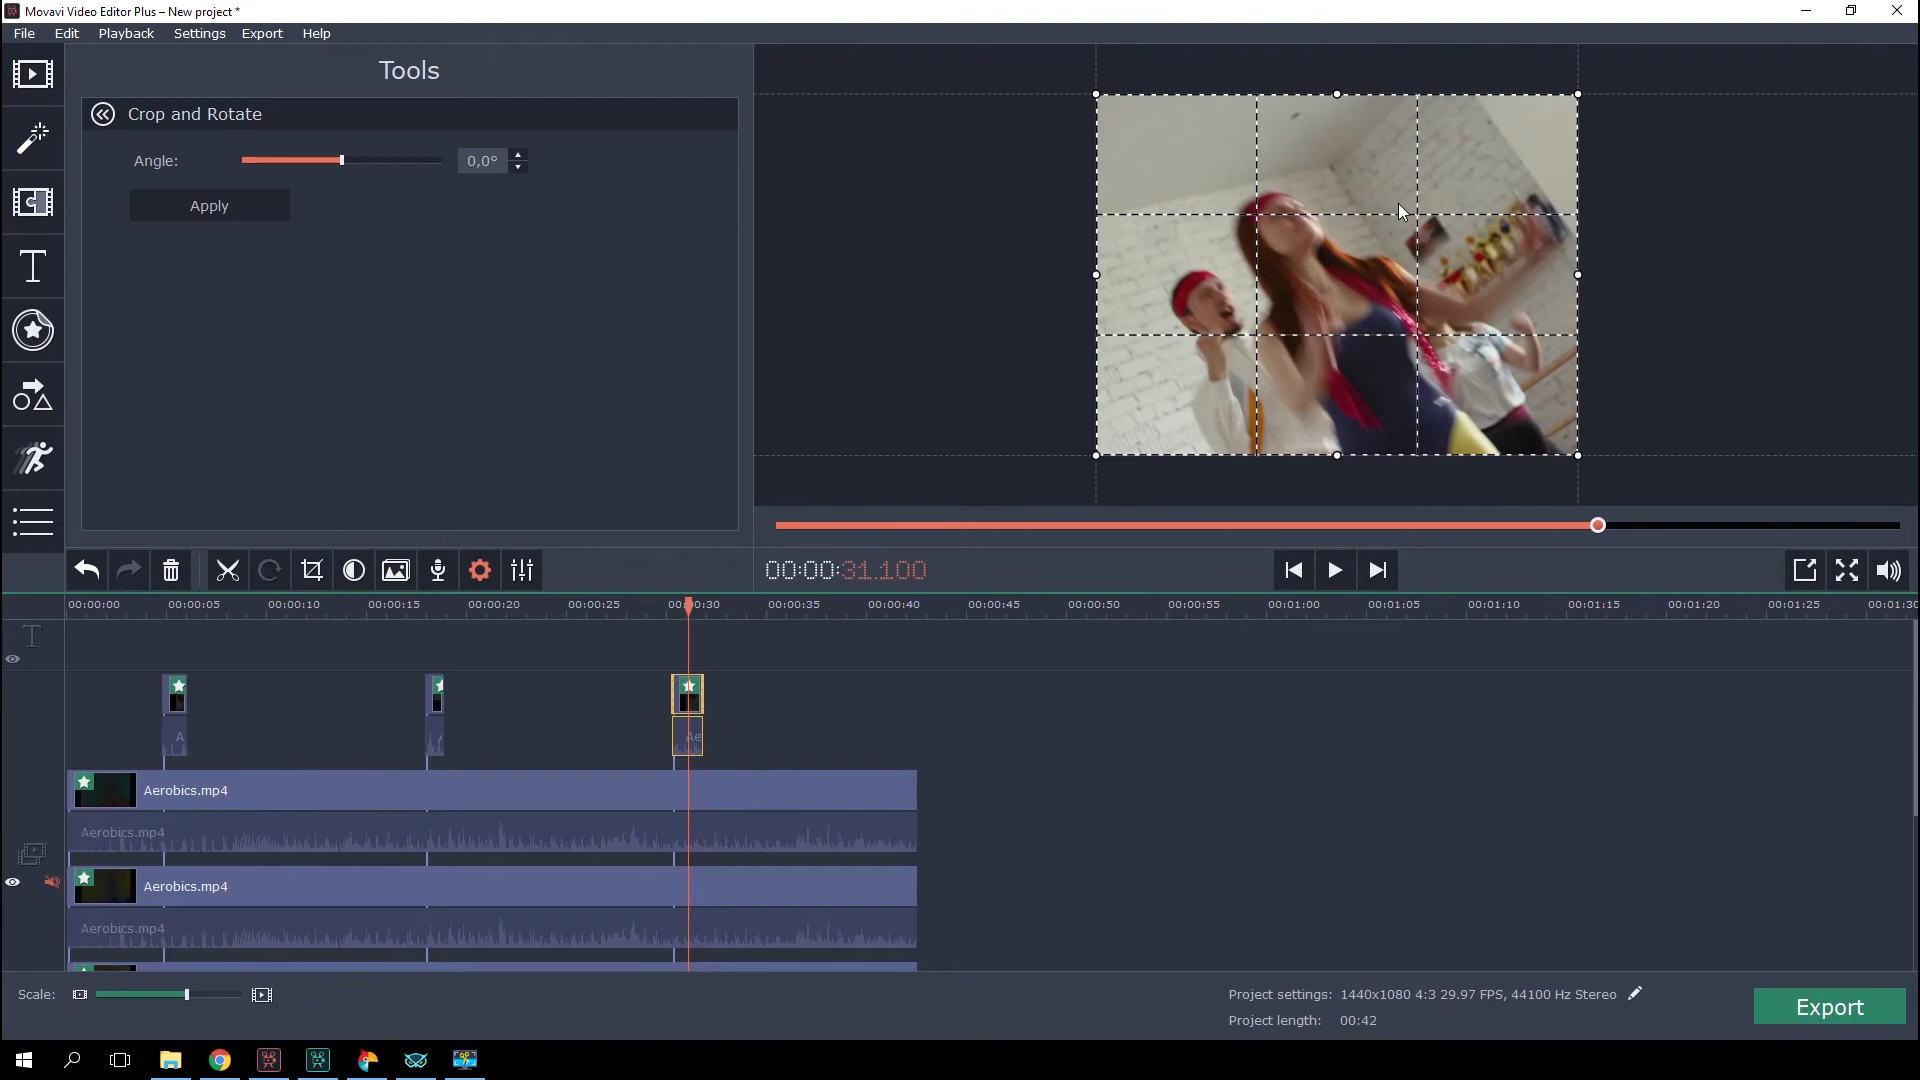 Movavi Video Editor Plus – New project *
File Edit Playback Settings Export Help
Tools
Crop and Rotate
Angle: 0,0°
Apply
00:00:31.100
00:00:00 00:00:05 00:00:10 00:00:15 00:00:20 00:00:25 00:00:30 00:00:35 00:00:40 00:00:45 00:00:50 00:00:55 00:01:00 00:01:05 00:01:10 00:01:15 00:01:20 00:01:25 00:01:30
A
Ae
Aerobics.mp4
Aerobics.mp4
Aerobics.mp4
Aerobics.mp4
Scale:
Project settings: 1440x1080 4:3 29.97 FPS, 44100 Hz Stereo
Project length: 00:42
Export